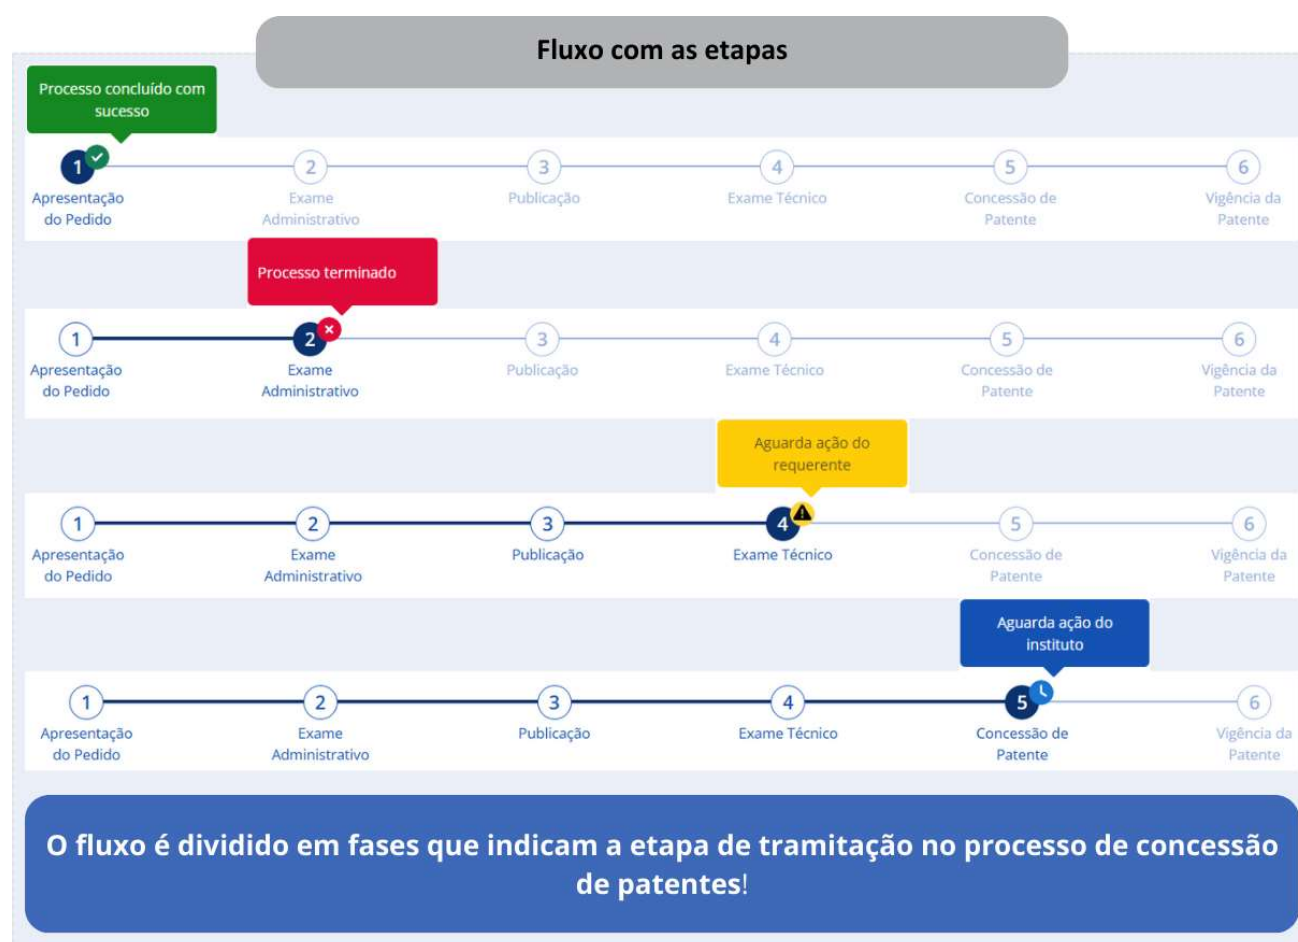 Fluxo com as etapas
Processo concluído com
sucesso
1
2
3
4
5
6
Apresentação
do Pedido
Exame
Administrativo
Publicação
Exame Técnico
Concessão de
Patente
Vigência da
Patente
Processo terminado
1
2
3
4
5
6
Apresentação
do Pedido
Exame
Administrativo
Publicação
Exame Técnico
Concessão de
Patente
Vigência da
Patente
Aguarda ação do
requerente
1
2
3
4
5
6
Apresentação
do Pedido
Exame
Administrativo
Publicação
Exame Técnico
Concessão de
Patente
Vigência da
Patente
Aguarda ação do
instituto
1
2
3
4
5
6
Apresentação
do Pedido
Exame
Administrativo
Publicação
Exame Técnico
Concessão de
Patente
Vigência da
Patente
O fluxo é dividido em fases que indicam a etapa de tramitação no processo de concessão
de patentes!